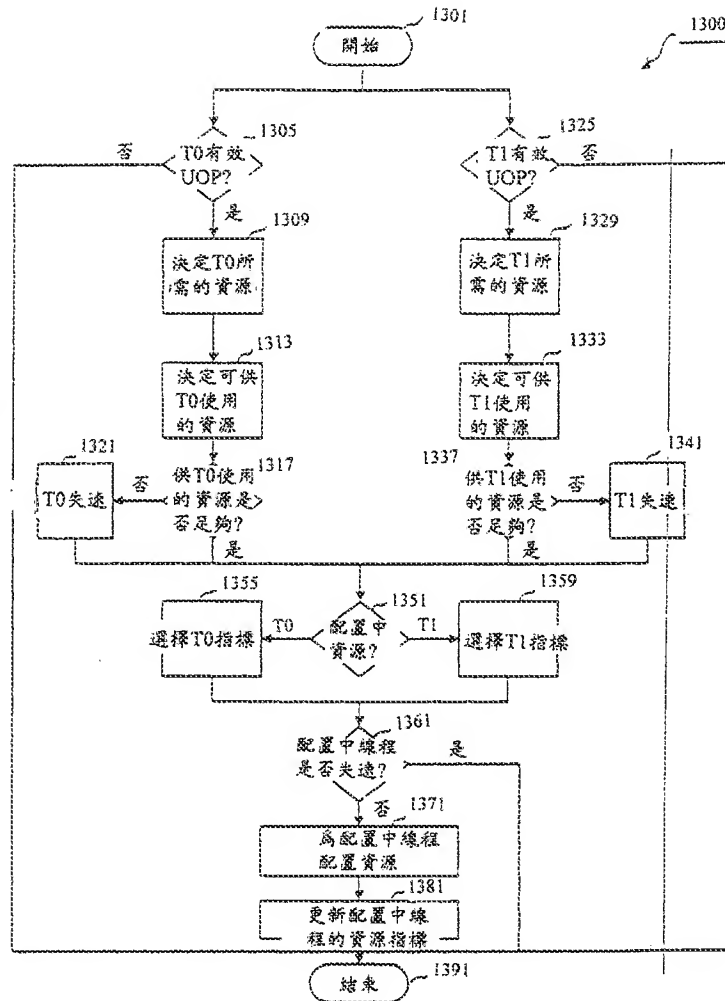 1301
1300
開始
1305
1325
否
T0有效
UOP?
T1有效
UOP?
否
是
1309
是
1329
決定T0所
需的資源
決定T1所
需的資源
1313
1333
決定可供
T0使用
的資源
決定可供
T1使用
的資源
1321
1317
1337
1341
T0失速
否
供T0使用
的資源是
否足夠?
供T1使用
的資源是
否足夠?
否
T1失速
是
是
1355
1351
1359
選擇T0指標
T0
配置中
資源?
T1
選擇T1指標
1361
配置中線程
是否失速?
是
否
1371
為配置中線程
配置資源
1381
更新配置中線
程的資源指標
結束
1391